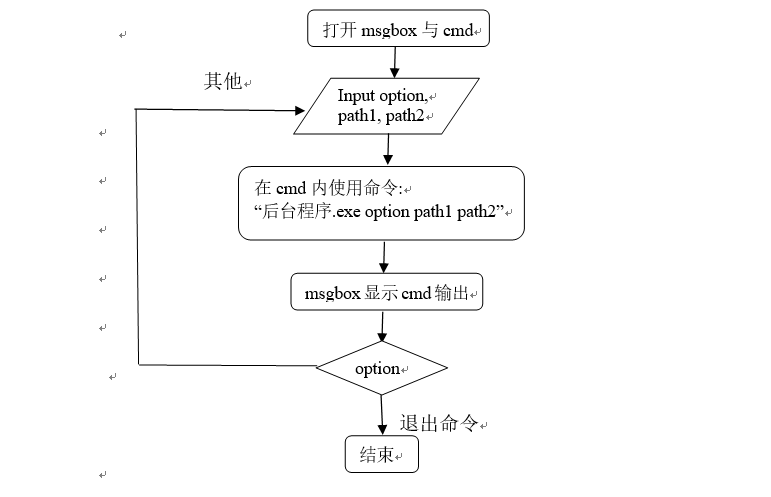 打开 msgbox 与 cmd
其他
Input option,
path1, path2
在 cmd 内使用命令:
“后台程序.exe option path1 path2”
msgbox 显示 cmd 输出
option
退出命令
结束